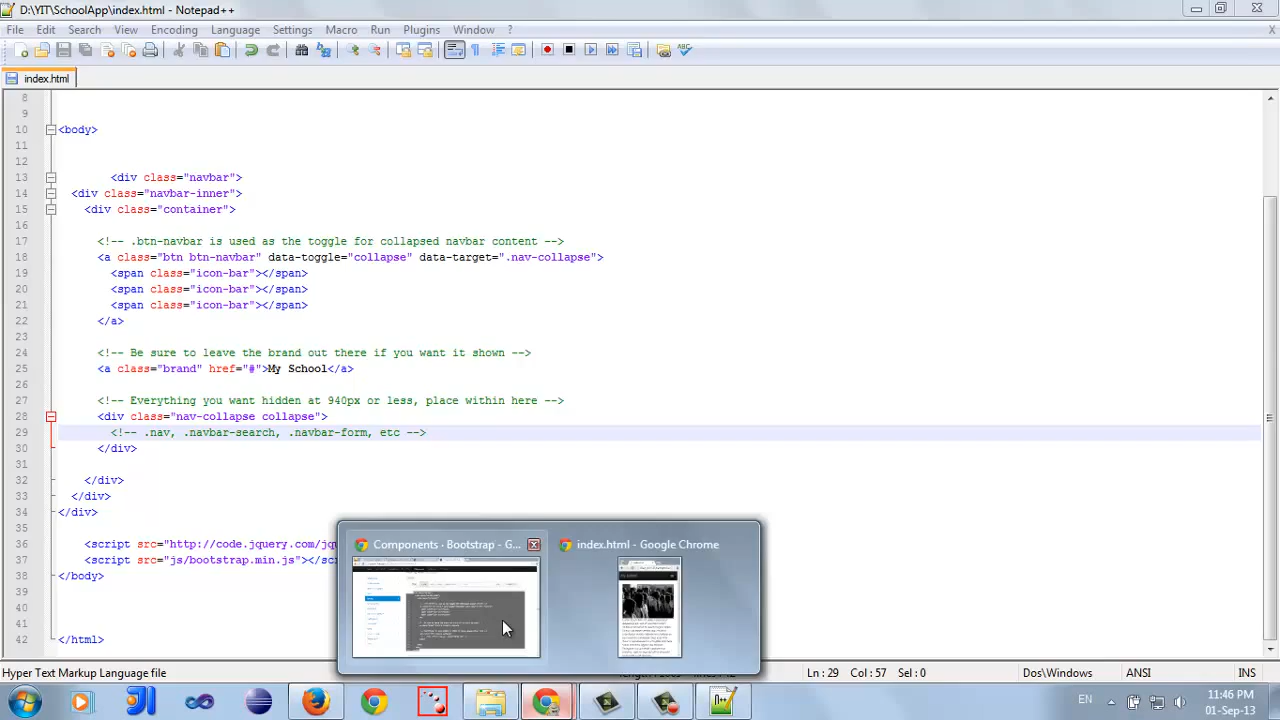 D:\YIT\SchoolApp\index.html - Notepad++
File Edit Search View Encoding Language Settings Macro Run Plugins Window ? X
index.html
8
9
10 <body>
11
12
13 <div class="navbar">
14 <div class="navbar-inner">
15 <div class="container">
16
17 <!-- .btn-navbar is used as the toggle for collapsed navbar content -->
18 <a class="btn btn-navbar" data-toggle="collapse" data-target=".nav-collapse">
19 <span class="icon-bar"></span>
20 <span class="icon-bar"></span>
21 <span class="icon-bar"></span>
22 </a>
23
24 <!-- Be sure to leave the brand out there if you want it shown -->
25 <a class="brand" href="#">My School</a>
26
27 <!-- Everything you want hidden at 940px or less, place within here -->
28 <div class="nav-collapse collapse">
29 <!-- .nav, .navbar-search, .navbar-form, etc -->
30 </div>
31
32 </div>
33 </div>
34 </div>
35
36 <script src="http://code.jquery.com/jq
37 <script src="js/bootstrap.min.js"></scr
38 </body>
39
40
41
42 </html>
Components · Bootstrap - G...
index.html - Google Chrome
Hyper Text Markup Language file
Ln : 29 Col : 57 Sel : 0
Dos\Windows
ANSI
INS
EN
11:46 PM
01-Sep-13